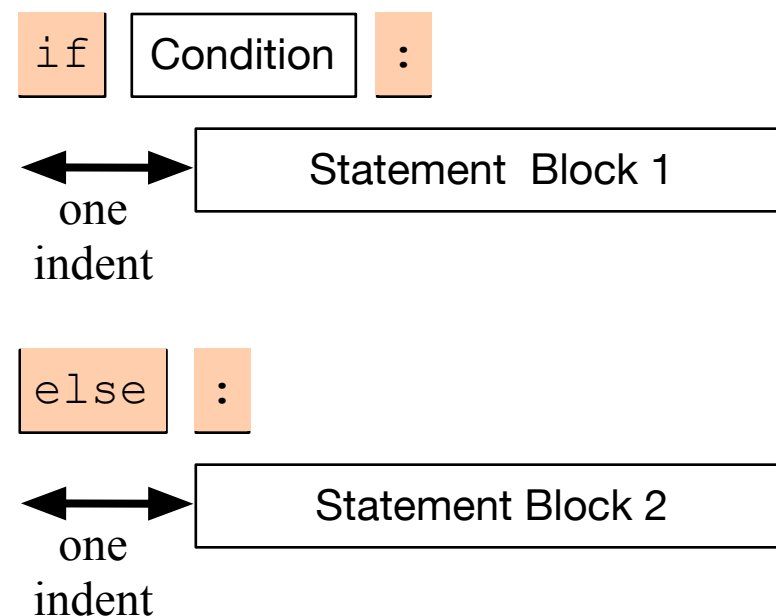 if Condition :
Statement Block 1
one
indent
else :
Statement Block 2
one
indent